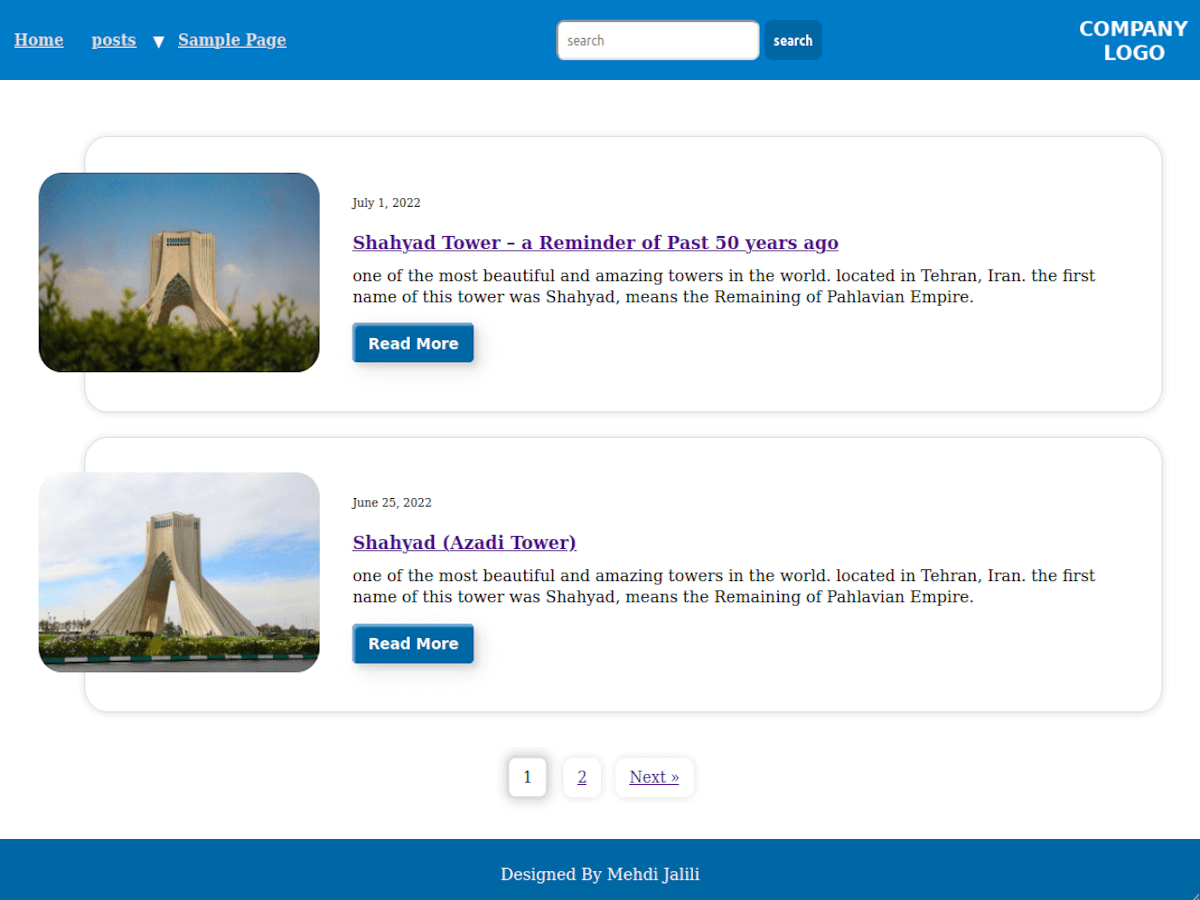 Home posts ▼ Sample Page search search COMPANY
LOGO
July 1, 2022
Shahyad Tower – a Reminder of Past 50 years ago
one of the most beautiful and amazing towers in the world. located in Tehran, Iran. the first
name of this tower was Shahyad, means the Remaining of Pahlavian Empire.
Read More
June 25, 2022
Shahyad (Azadi Tower)
one of the most beautiful and amazing towers in the world. located in Tehran, Iran. the first
name of this tower was Shahyad, means the Remaining of Pahlavian Empire.
Read More
1 2 Next »
Designed By Mehdi Jalili